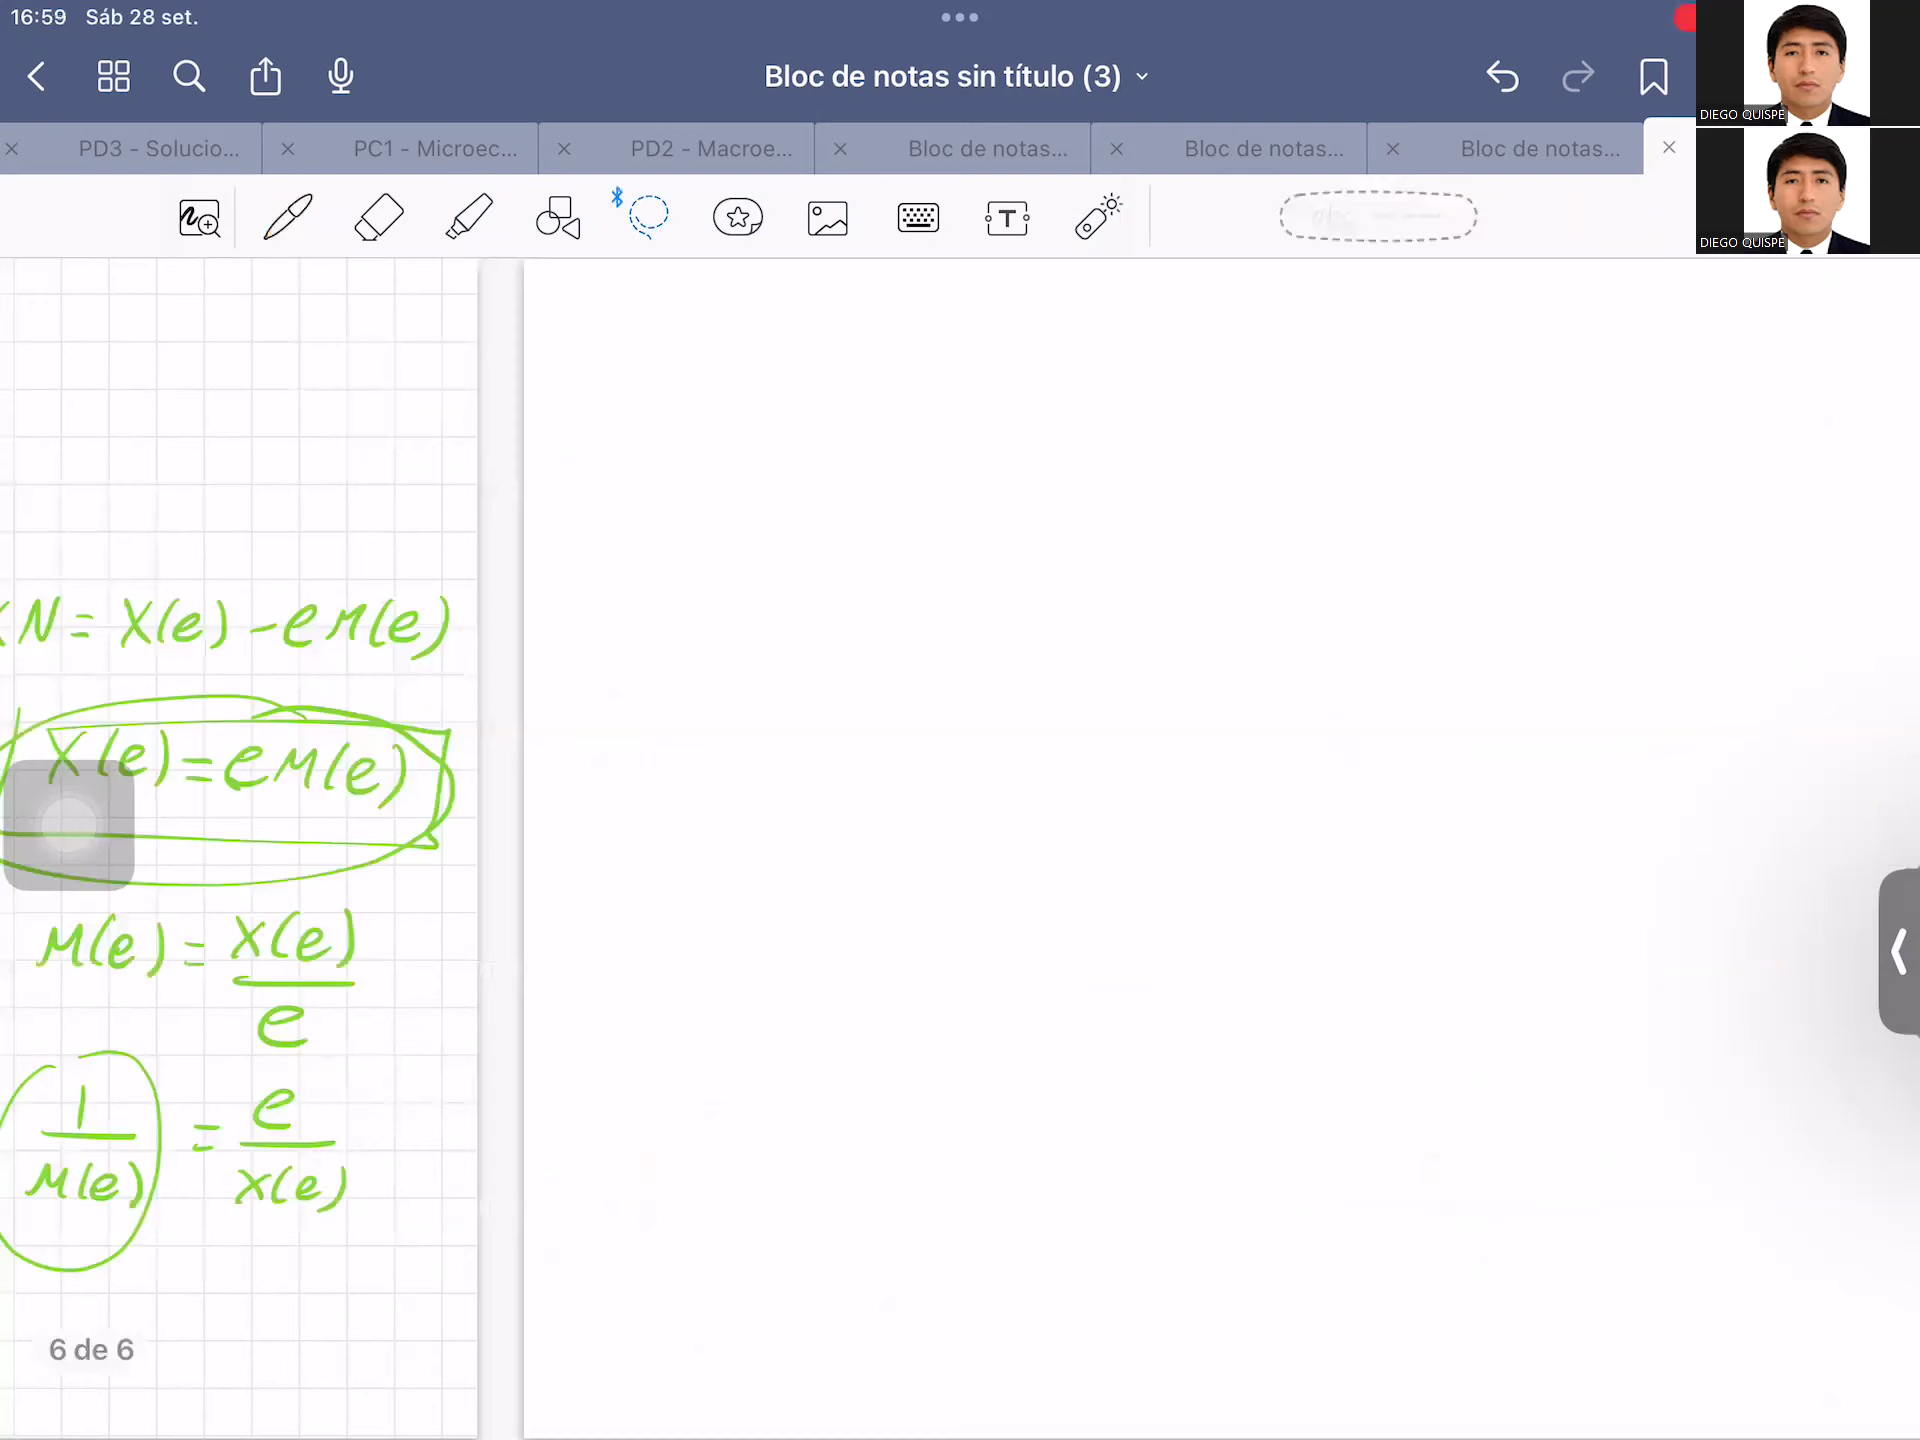 16:59 Sáb 28 set.
Bloc de notas sin título (3)
DIEGO QUISPE
PD3 - Solucio...
PC1 - Microec...
PD2 - Macroe...
Bloc de notas...
Bloc de notas...
Bloc de notas...
T
DIEGO QUISPE
N = X(e) - eM(e)
X(e) = eM(e)
M(e) = X(e)/e
1/M(e) = e/X(e)
6 de 6